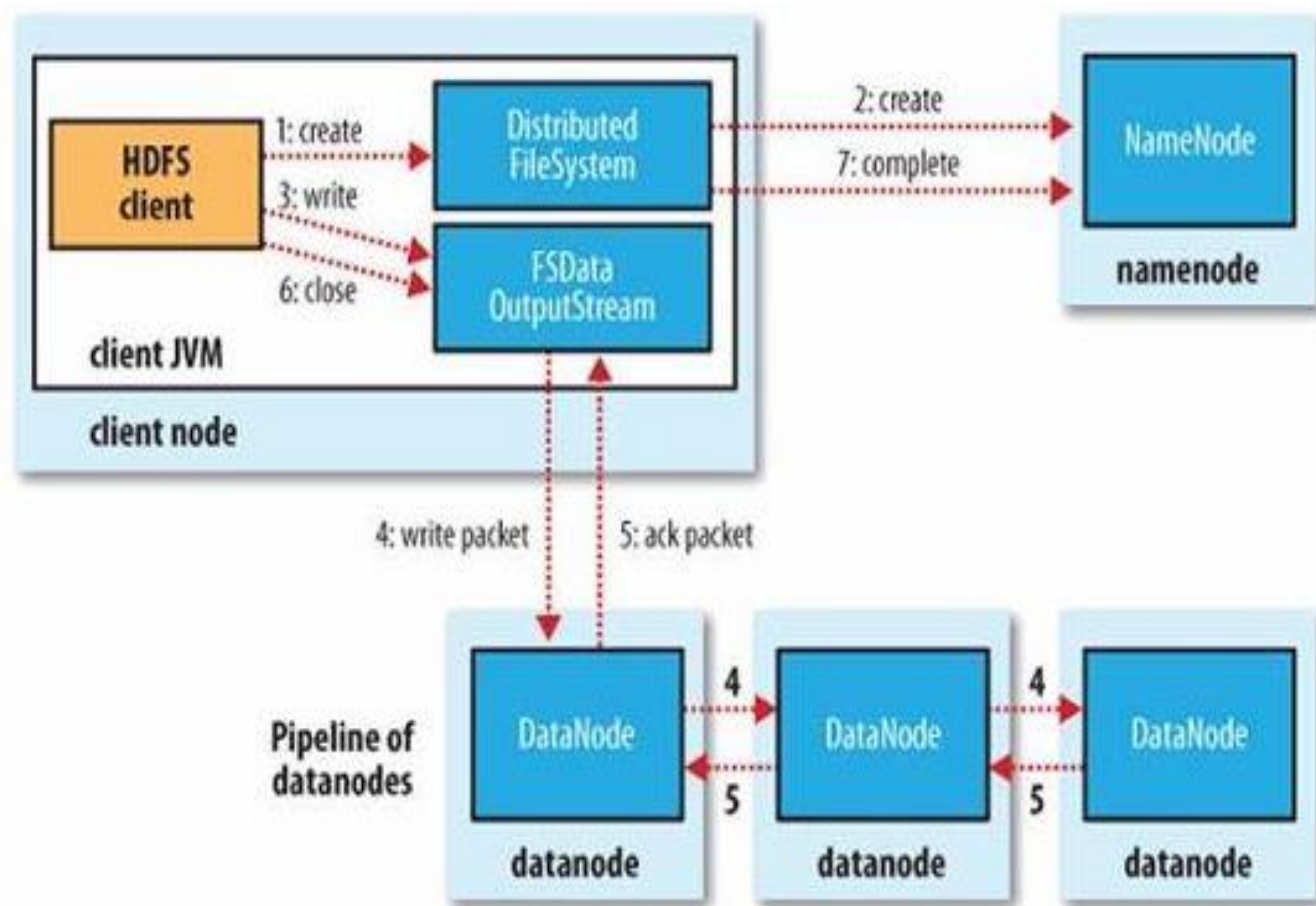 HDFS
client
1: create
3: write
6: close
Distributed
FileSystem
FSData
OutputStream
client JVM
client node
2: create
7: complete
NameNode
namenode
4: write packet
5: ack packet
Pipeline of
datanodes
DataNode
datanode
4
5
DataNode
datanode
4
5
DataNode
datanode